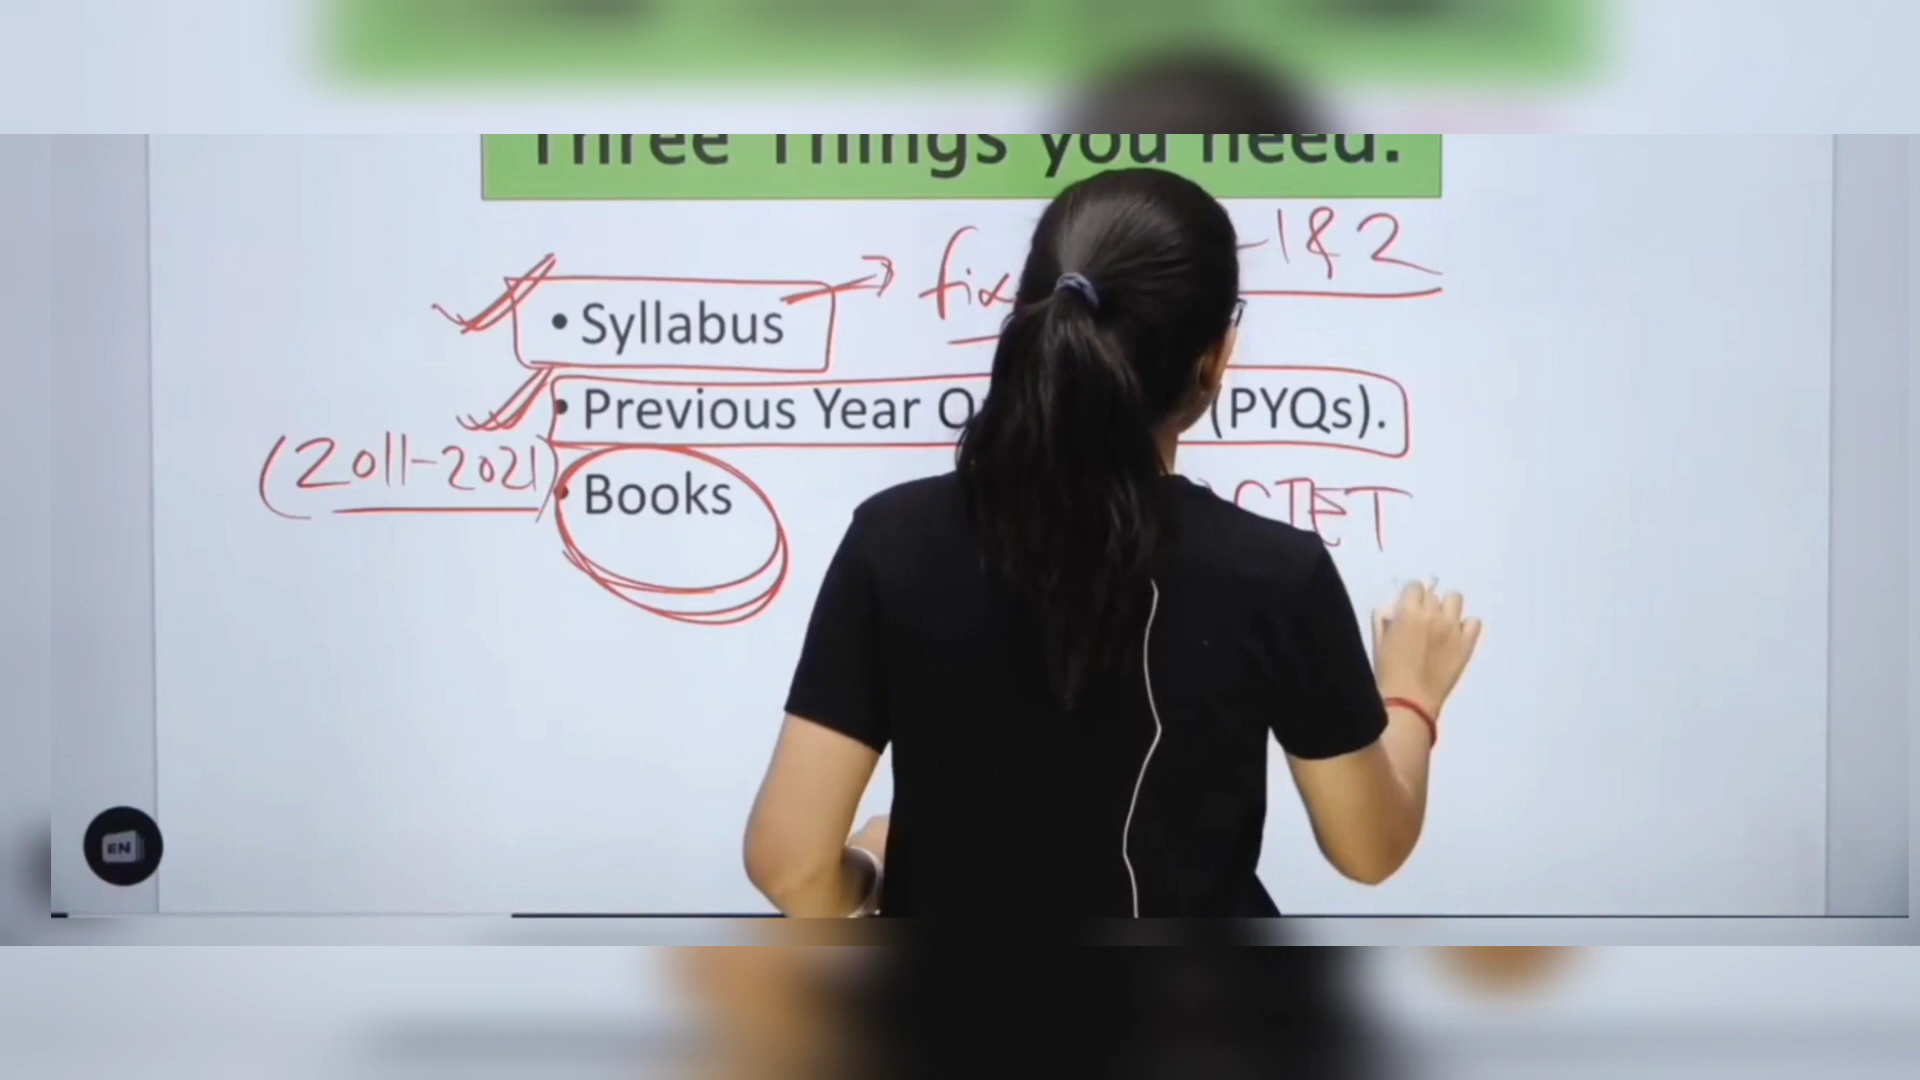 Three Things you need.
fix -1&2
• Syllabus
• Previous Year (PYQs).
(2011-2021)
• Books
CTET
EN